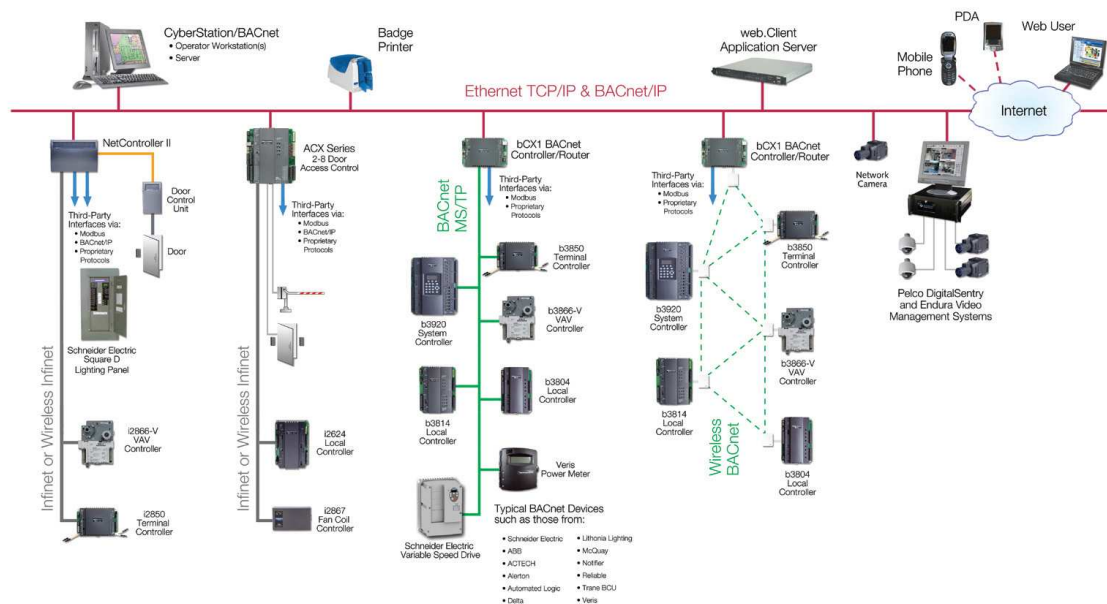 CyberStation/BACnet
• Operator Workstation(s)
• Server
Badge
Printer
web.Client
Application Server
PDA
Mobile
Phone
Web User
Ethernet TCP/IP & BACnet/IP
Internet
NetController II
Door
Control
Unit
Third-Party
Interfaces via:
• Modbus
• BACnet/IP
• Proprietary
Protocols
Door
Schneider Electric
Square D
Lighting Panel
Infinet or Wireless Infinet
i2866-V
VAV
Controller
i2850
Terminal
Controller
ACX Series
2-8 Door
Access Control
Third-Party
Interfaces via:
• Modbus
• BACnet/IP
• Proprietary
Protocols
Infinet or Wireless Infinet
i2624
Local
Controller
i2867
Fan Coil
Controller
bCX1 BACnet
Controller/Router
Third-Party
Interfaces via:
• Modbus
• Proprietary
Protocols
BACnet
MS/TP
b3850
Terminal
Controller
b3920
System
Controller
b3866-V
VAV
Controller
b3814
Local
Controller
b3804
Local
Controller
Veris
Power Meter
Schneider Electric
Variable Speed Drive
Typical BACnet Devices
such as those from:
• Schneider Electric
• ABB
• ACTECH
• Alerton
• Automated Logic
• Delta
• Lithonia Lighting
• McQuay
• Notifier
• Reliable
• Trane BCU
• Veris
bCX1 BACnet
Controller/Router
Third-Party
Interfaces via:
• Modbus
• Proprietary
Protocols
b3850
Terminal
Controller
b3920
System
Controller
b3866-V
VAV
Controller
b3814
Local
Controller
Wireless
BACnet
b3804
Local
Controller
Network
Camera
Pelco DigitalSentry
and Endura Video
Management Systems